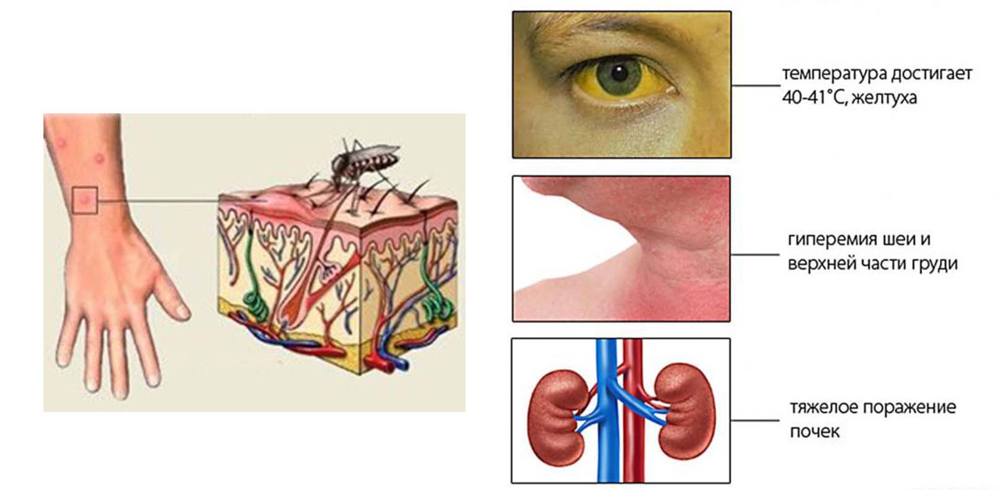 температура достигает
40-41˚С, желтуха
гиперемия шеи и
верхней части груди
тяжелое поражение
почек